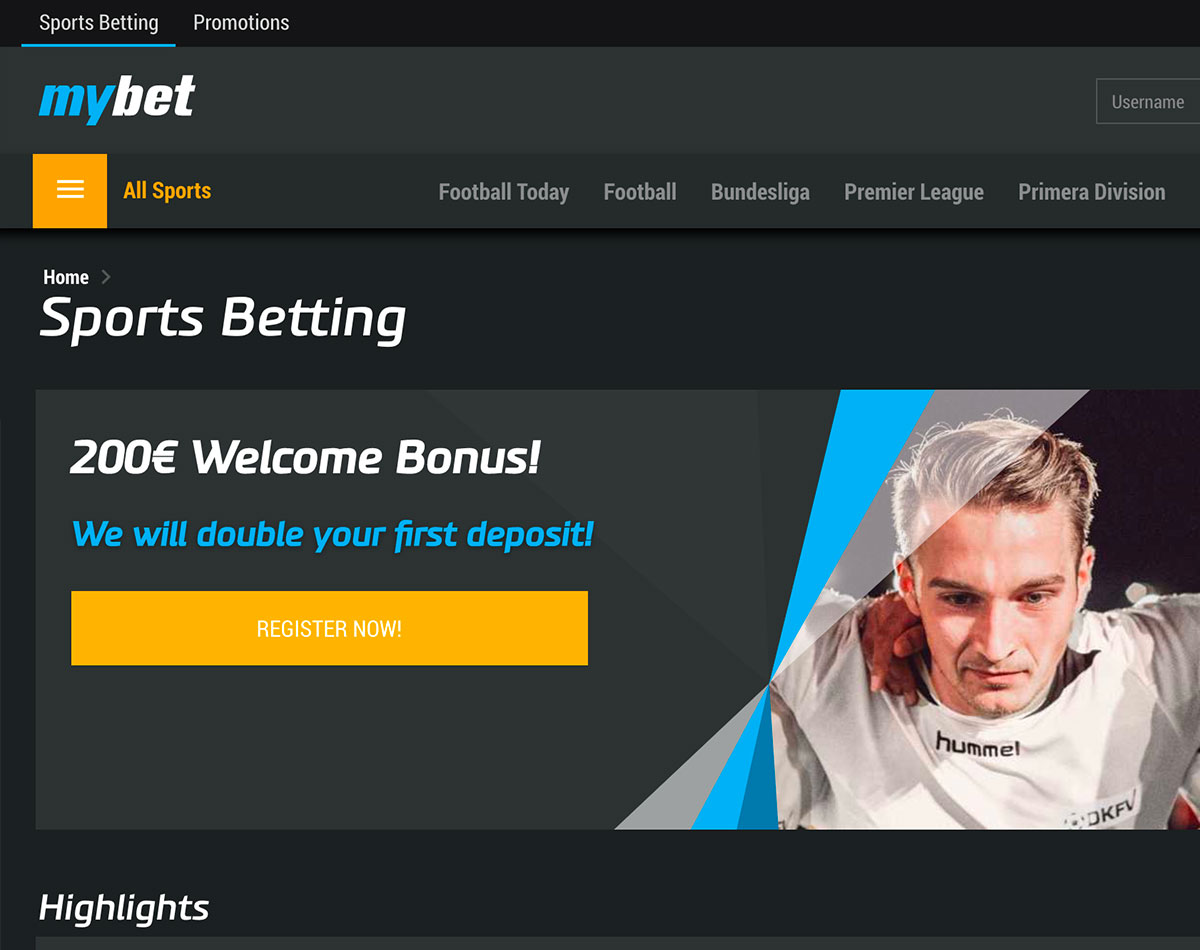 Sports Betting Promotions
mybet
Username
All Sports Football Today Football Bundesliga Premier League Primera Division
Home
Sports Betting
200€ Welcome Bonus!
We will double your first deposit!
REGISTER NOW!
hummel
DKFV
Highlights